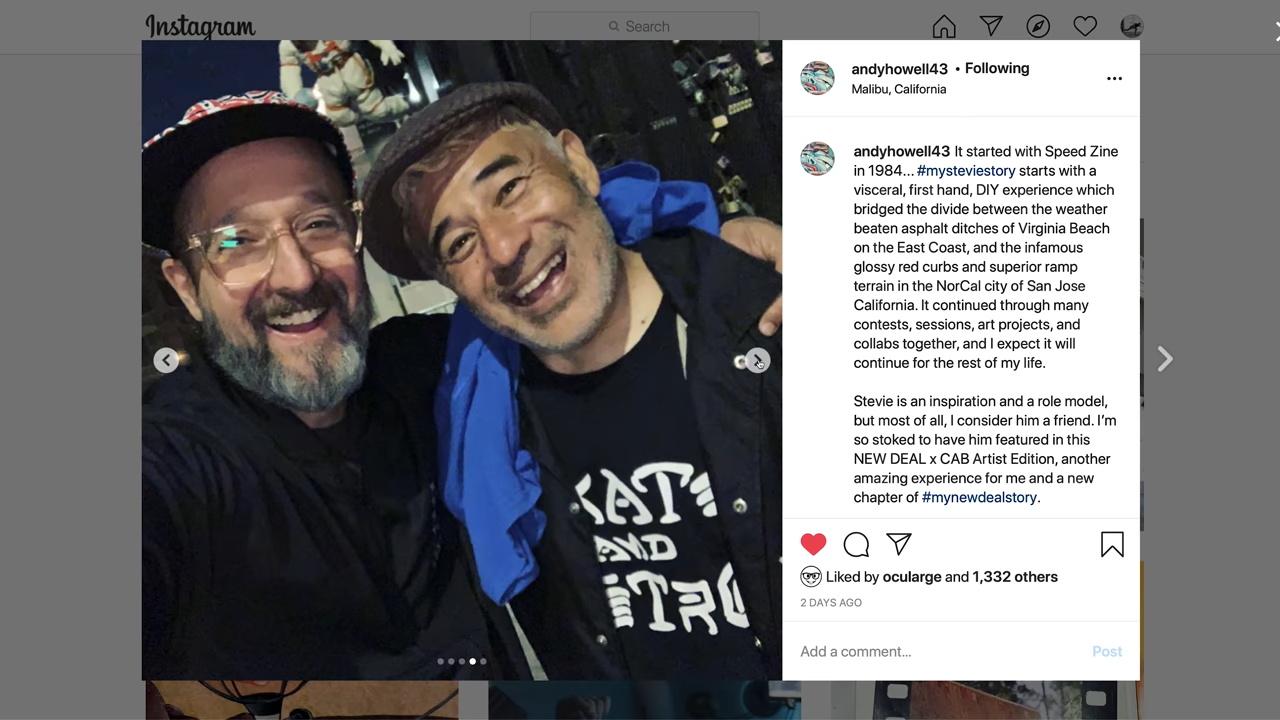 Instagram
Search
andyhowell43 • Following
Malibu, California
andyhowell43 It started with Speed Zine
in 1984... #mysteviestory starts with a
visceral, first hand, DIY experience which
bridged the divide between the weather
beaten asphalt ditches of Virginia Beach
on the East Coast, and the infamous
glossy red curbs and superior ramp
terrain in the NorCal city of San Jose
California. It continued through many
contests, sessions, art projects, and
collabs together, and I expect it will
continue for the rest of my life.
Stevie is an inspiration and a role model,
but most of all, I consider him a friend. I'm
so stoked to have him featured in this
NEW DEAL x CAB Artist Edition, another
amazing experience for me and a new
chapter of #mynewdealstory.
AND
Liked by ocularge and 1,332 others
2 DAYS AGO
Add a comment...
Post